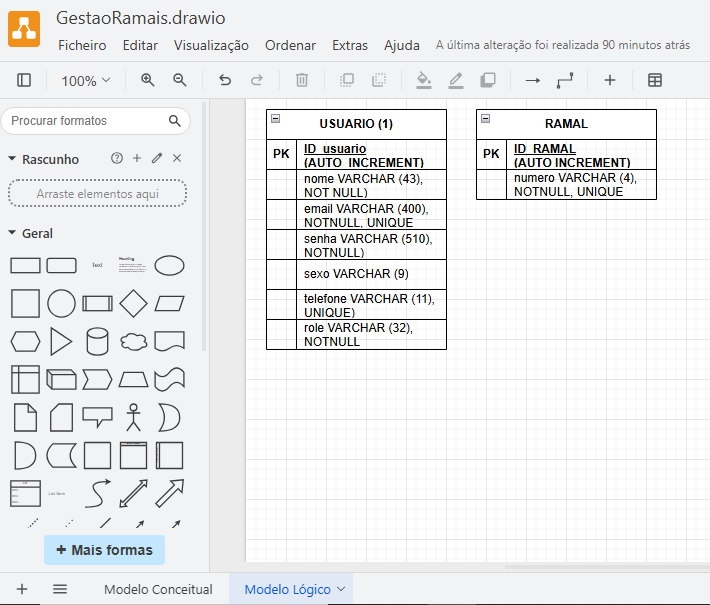 GestaoRamais.drawio
Ficheiro Editar Visualização Ordenar Extras Ajuda A última alteração foi realizada 90 minutos atrás
100%
Procurar formatos
Rascunho
Arraste elementos aqui
Geral
Text
Heading
List Item
+ Mais formas
USUARIO (1)
PK ID_usuario
(AUTO_INCREMENT)
nome VARCHAR (43),
NOT NULL)
email VARCHAR (400),
NOTNULL, UNIQUE
senha VARCHAR (510),
NOTNULL)
sexo VARCHAR (9)
telefone VARCHAR (11),
UNIQUE)
role VARCHAR (32),
NOTNULL
RAMAL
PK ID_RAMAL
(AUTO INCREMENT)
numero VARCHAR (4),
NOTNULL, UNIQUE
Modelo Conceitual Modelo Lógico